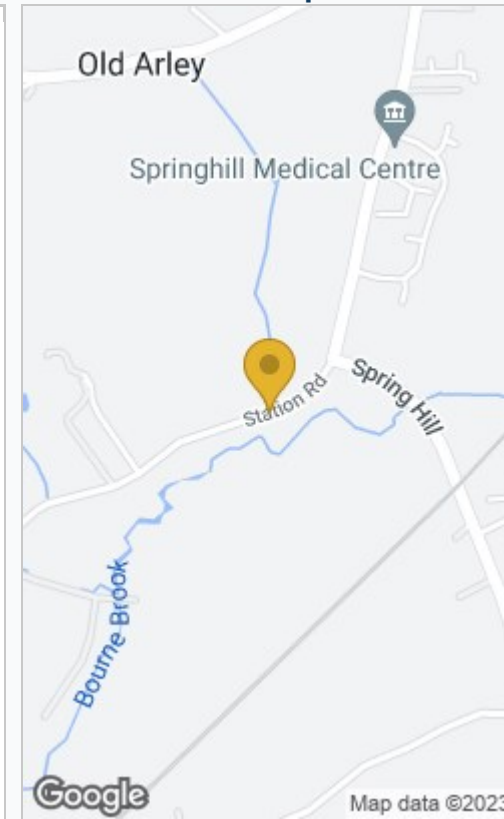 Old Arley
Springhill Medical Centre
Station Rd
Spring Hill
Bourne Brook
Google
Map data ©2023